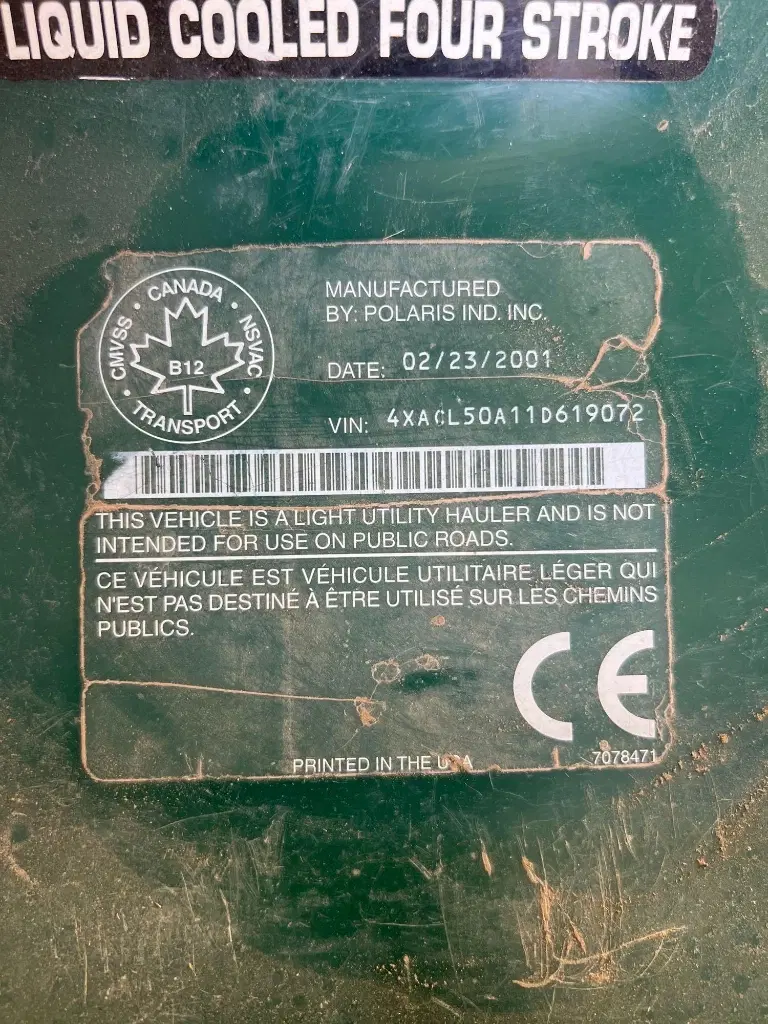 LIQUID COOLED FOUR STROKE
CANADA
CMVSS
NSVAC
B12
TRANSPORT
MANUFACTURED
BY: POLARIS IND. INC.
DATE: 02/23/2001
VIN: 4XACL50A11D619072
THIS VEHICLE IS A LIGHT UTILITY HAULER AND IS NOT
INTENDED FOR USE ON PUBLIC ROADS.
CE VÉHICULE EST VÉHICULE UTILITAIRE LÉGER QUI
N'EST PAS DESTINÉ À ÊTRE UTILISÉ SUR LES CHEMINS
PUBLICS.
CE
PRINTED IN THE USA
7078471